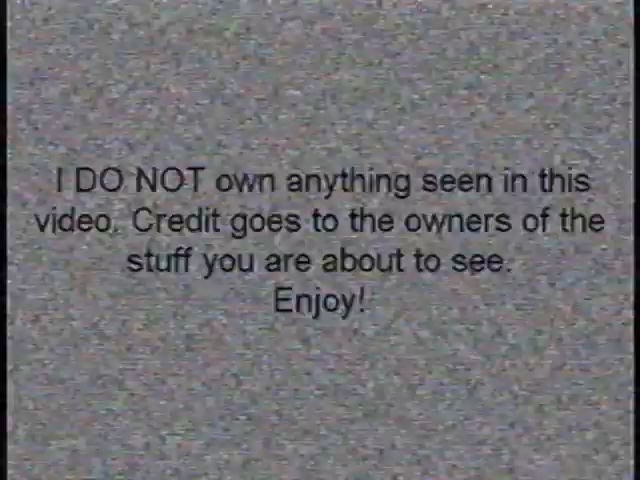 I DO NOT own anything seen in this
video. Credit goes to the owners of the
stuff you are about to see.
Enjoy!